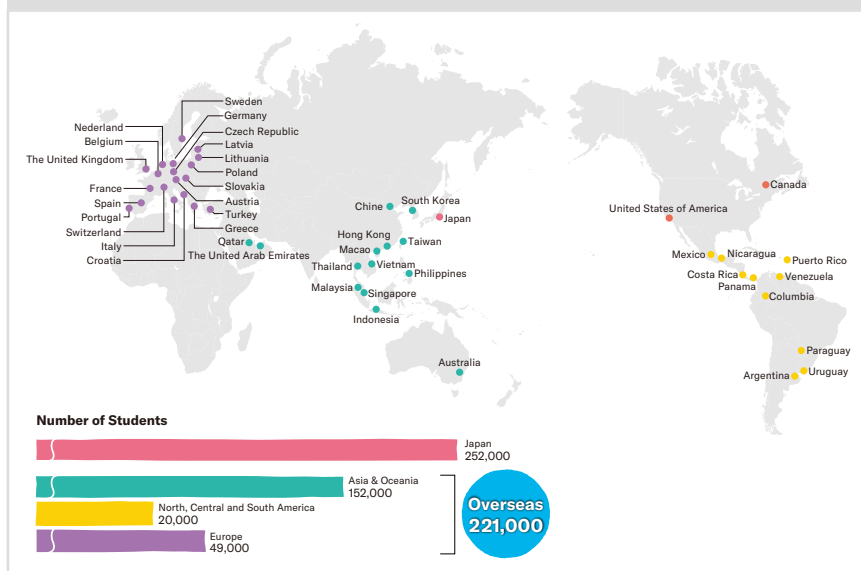 Sweden
Germany
Nederland
Czech Republic
Belgium
Latvia
The United Kingdom
Lithuania
Poland
France
Slovakia
Spain
Austria
Portugal
Turkey
Switzerland
Greece
Italy
Qatar
Croatia
The United Arab Emirates
Chine
South Korea
Japan
Hong Kong
Taiwan
Macao
Thailand
Vietnam
Philippines
Malaysia
Singapore
Indonesia
Australia
Canada
United States of America
Mexico
Nicaragua
Puerto Rico
Costa Rica
Venezuela
Panama
Columbia
Paraguay
Argentina
Uruguay
Number of Students
Japan
252,000
Asia & Oceania
152,000
North, Central and South America
20,000
Europe
49,000
Overseas
221,000